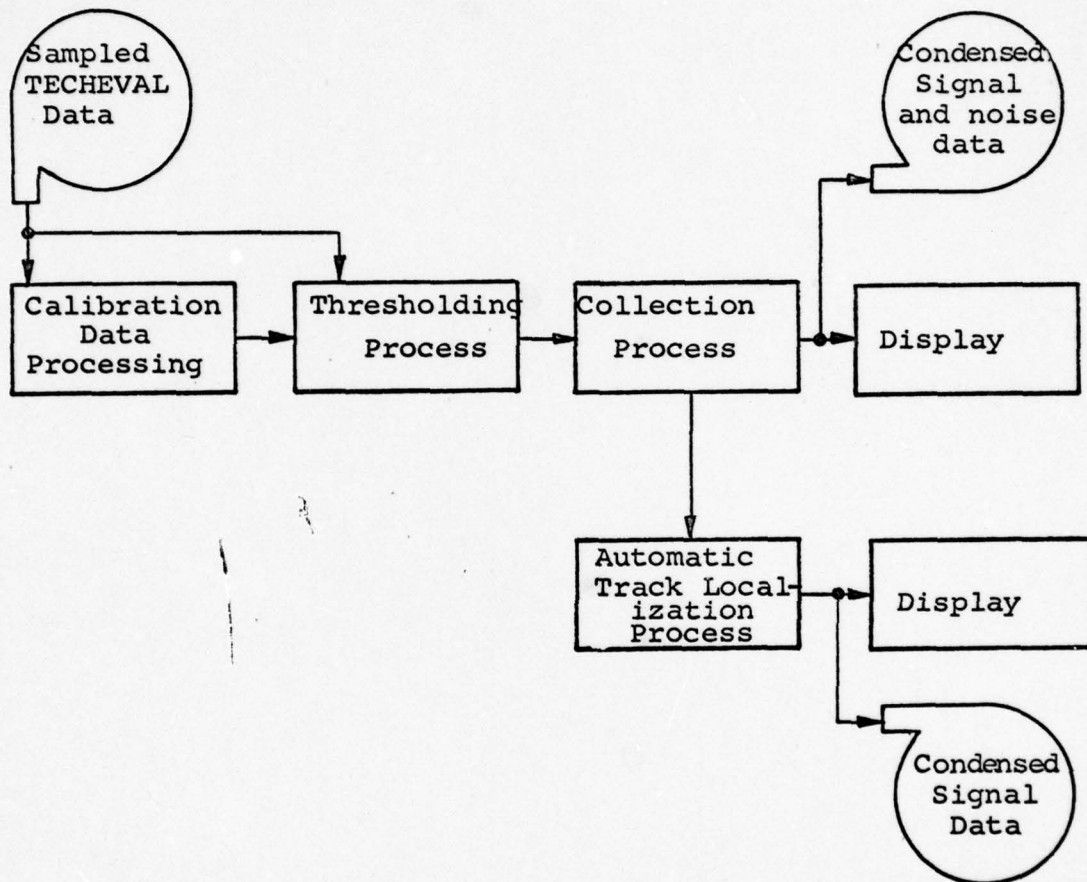 Sampled
TECHEVAL
Data
Condensed
Signal
and noise
data
Calibration
Data
Processing
Thresholding
Process
Collection
Process
Display
Automatic
Track Local-
ization
Process
Display
Condensed
Signal
Data